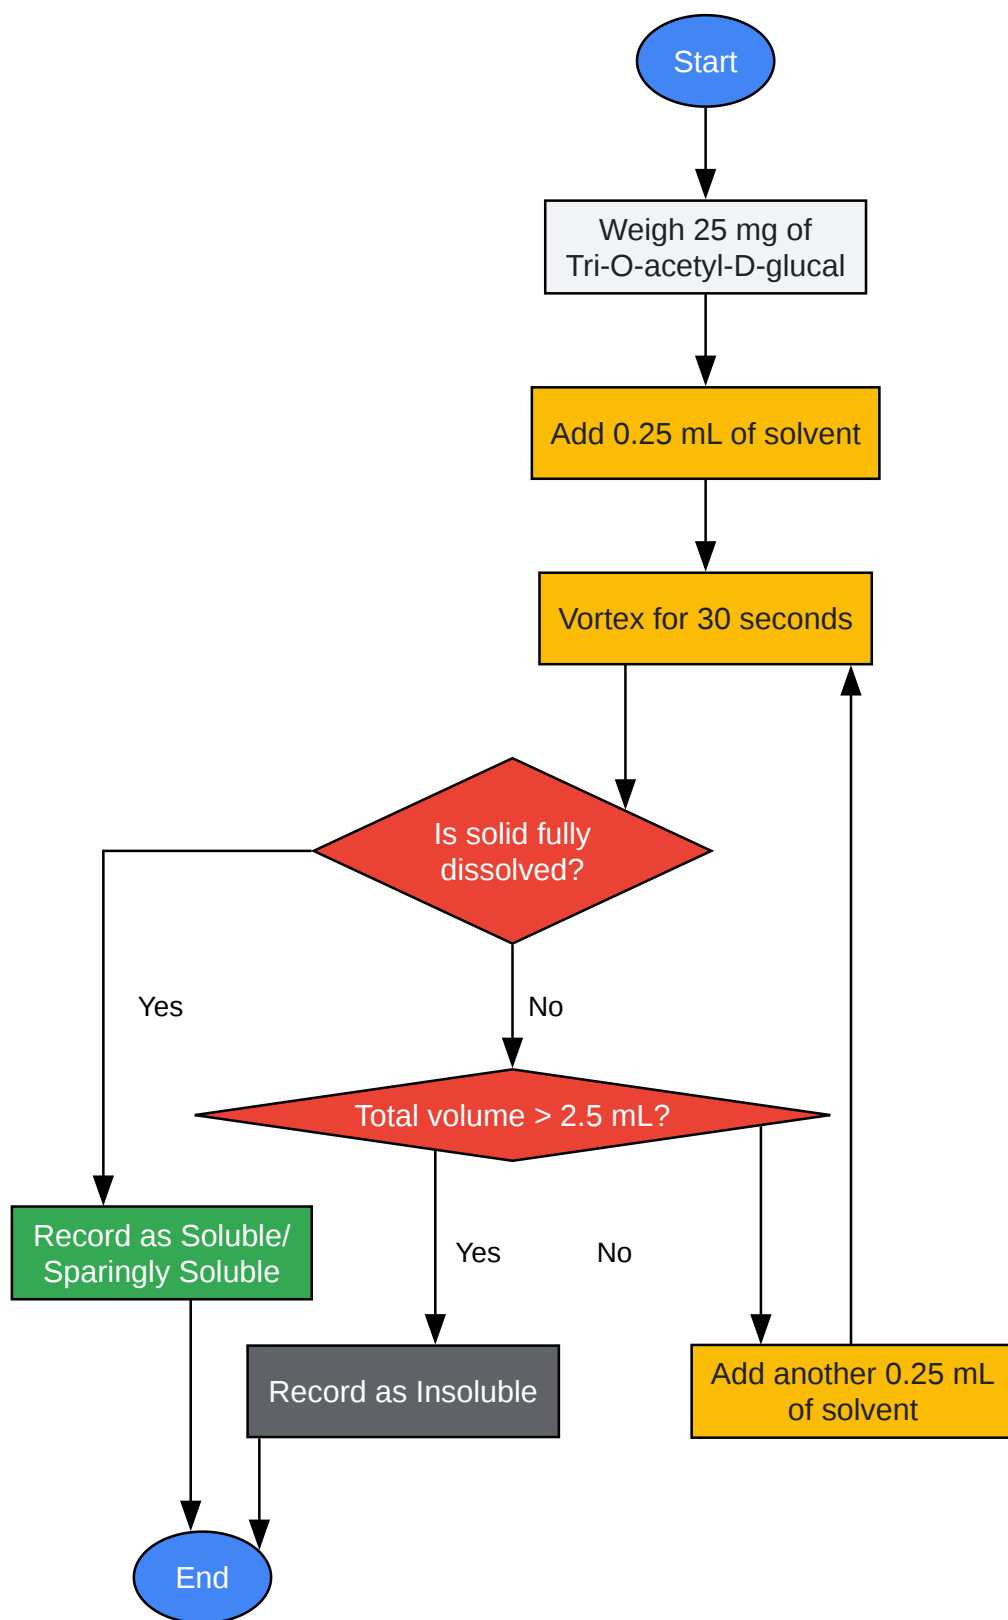 Start
Weigh 25 mg of
Tri-O-acetyl-D-glucal
Add 0.25 mL of solvent
Vortex for 30 seconds
Is solid fully
dissolved?
Yes
No
Total volume > 2.5 mL?
Record as Soluble/
Sparingly Soluble
Yes
No
Record as Insoluble
Add another 0.25 mL
of solvent
End